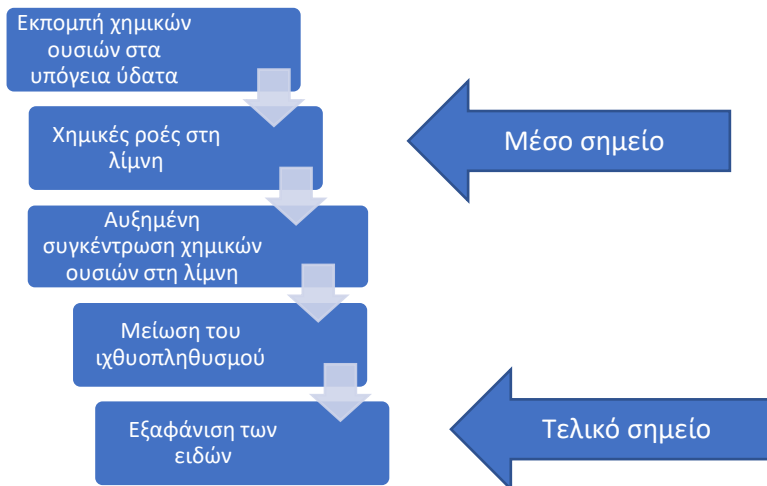 Εκπομπή χημικών
ουσιών στα
υπόγεια ύδατα
Χημικές ροές στη
λίμνη
Μέσο σημείο
Αυξημένη
συγκέντρωση χημικών
ουσιών στη λίμνη
Μείωση του
ιχθυοπληθυσμού
Εξαφάνιση των
ειδών
Τελικό σημείο